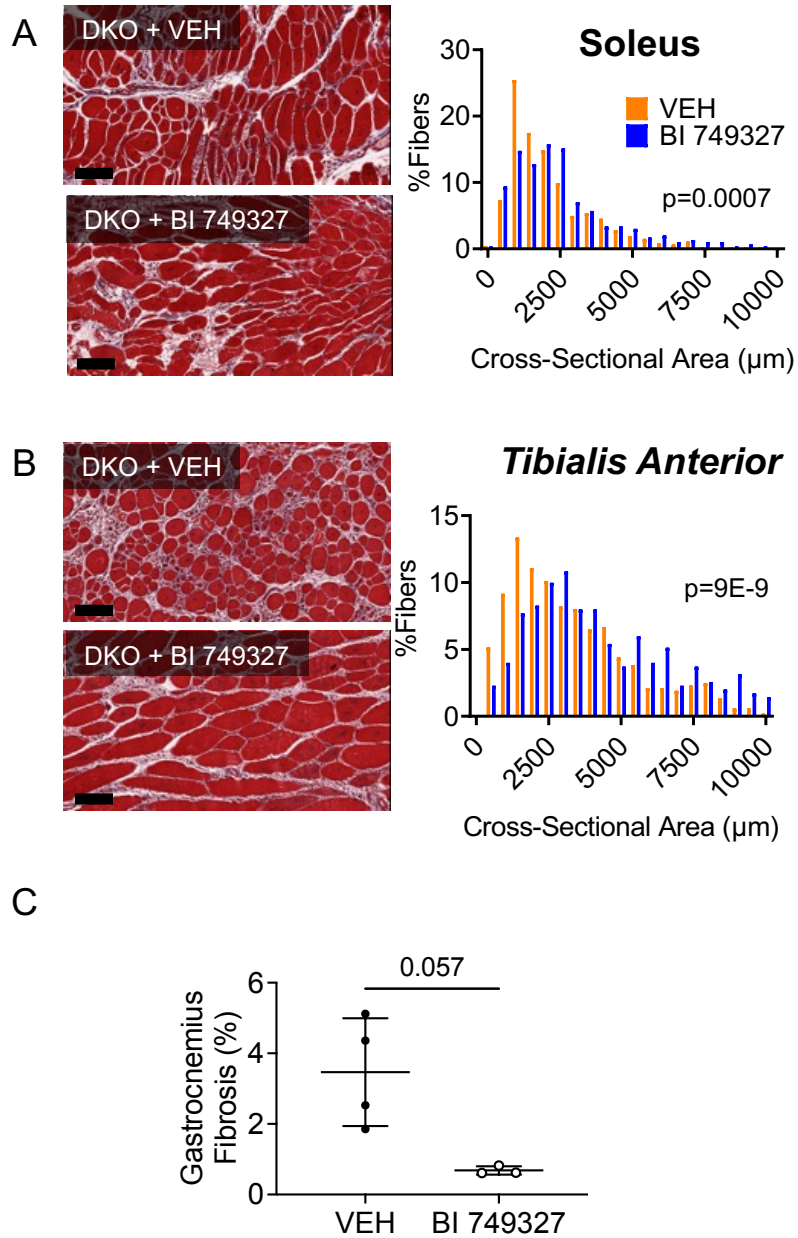 A
DKO + VEH
DKO + BI 749327
Soleus
VEH
BI 749327
p=0.0007
%Fibers
30
20
10
0
0
2500
5000
7500
10000
Cross-Sectional Area (µm)
B
DKO + VEH
DKO + BI 749327
Tibialis Anterior
p=9E-9
%Fibers
15
10
5
0
0
2500
5000
7500
10000
Cross-Sectional Area (µm)
C
0.057
Gastrocnemius
Fibrosis (%)
6
4
2
0
VEH
BI 749327